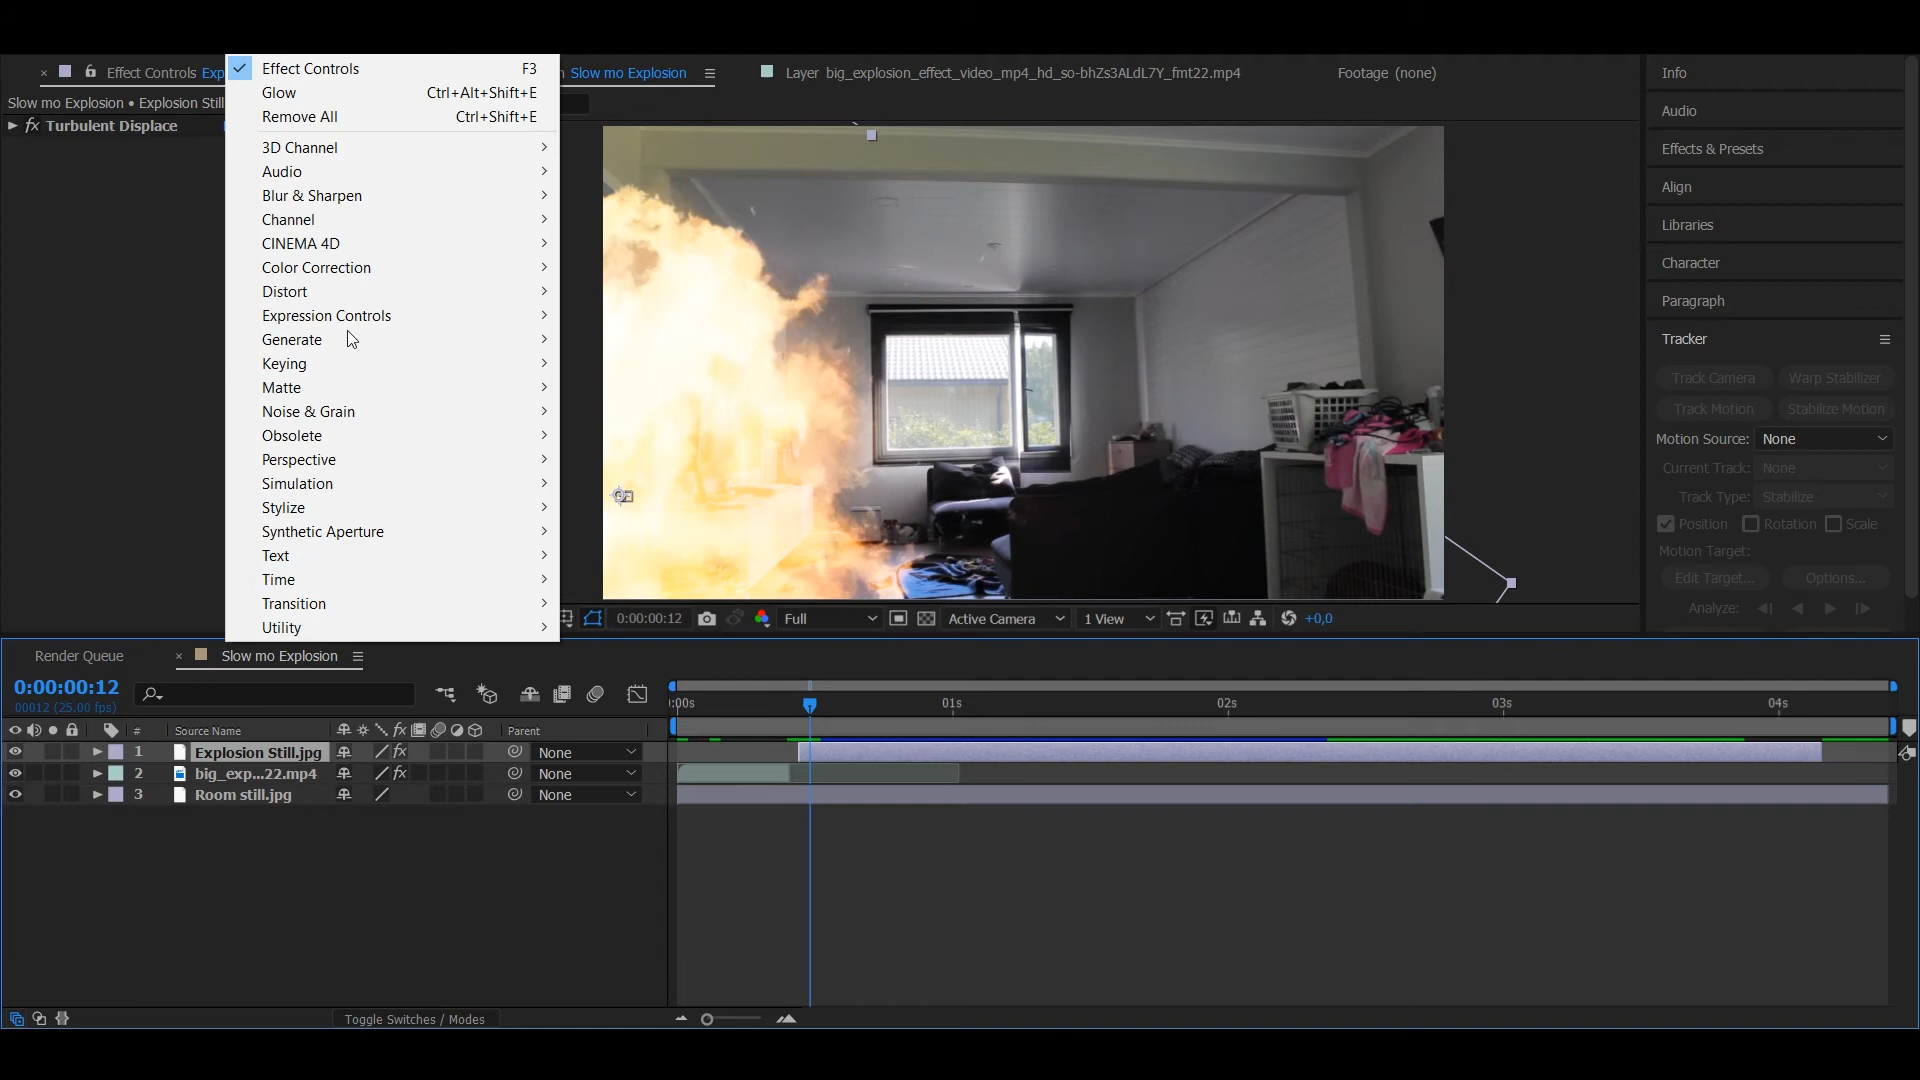 Effect Controls Exp
Slow mo Explosion • Explosion Still
Turbulent Displace
Effect Controls F3
Glow Ctrl+Alt+Shift+E
Remove All Ctrl+Shift+E
3D Channel
Audio
Blur & Sharpen
Channel
CINEMA 4D
Color Correction
Distort
Expression Controls
Generate
Keying
Matte
Noise & Grain
Obsolete
Perspective
Simulation
Stylize
Synthetic Aperture
Text
Time
Transition
Utility
Slow mo Explosion
Layer big_explosion_effect_video_mp4_hd_so-bhZs3ALdL7Y_fmt22.mp4
Footage (none)
0:00:00:12 Full Active Camera 1 View +0,0
Info
Audio
Effects & Presets
Align
Libraries
Character
Paragraph
Tracker
Track Camera Warp Stabilizer
Track Motion Stabilize Motion
Motion Source: None
Current Track: None
Track Type: Stabilize
Position Rotation Scale
Motion Target:
Edit Target... Options...
Analyze:
Render Queue Slow mo Explosion
0:00:00:12
00012 (25.00 fps)
:00s 01s 02s 03s 04s
# Source Name fx Parent
1 Explosion Still.jpg fx None
2 big_exp...22.mp4 fx None
3 Room still.jpg None
Toggle Switches / Modes